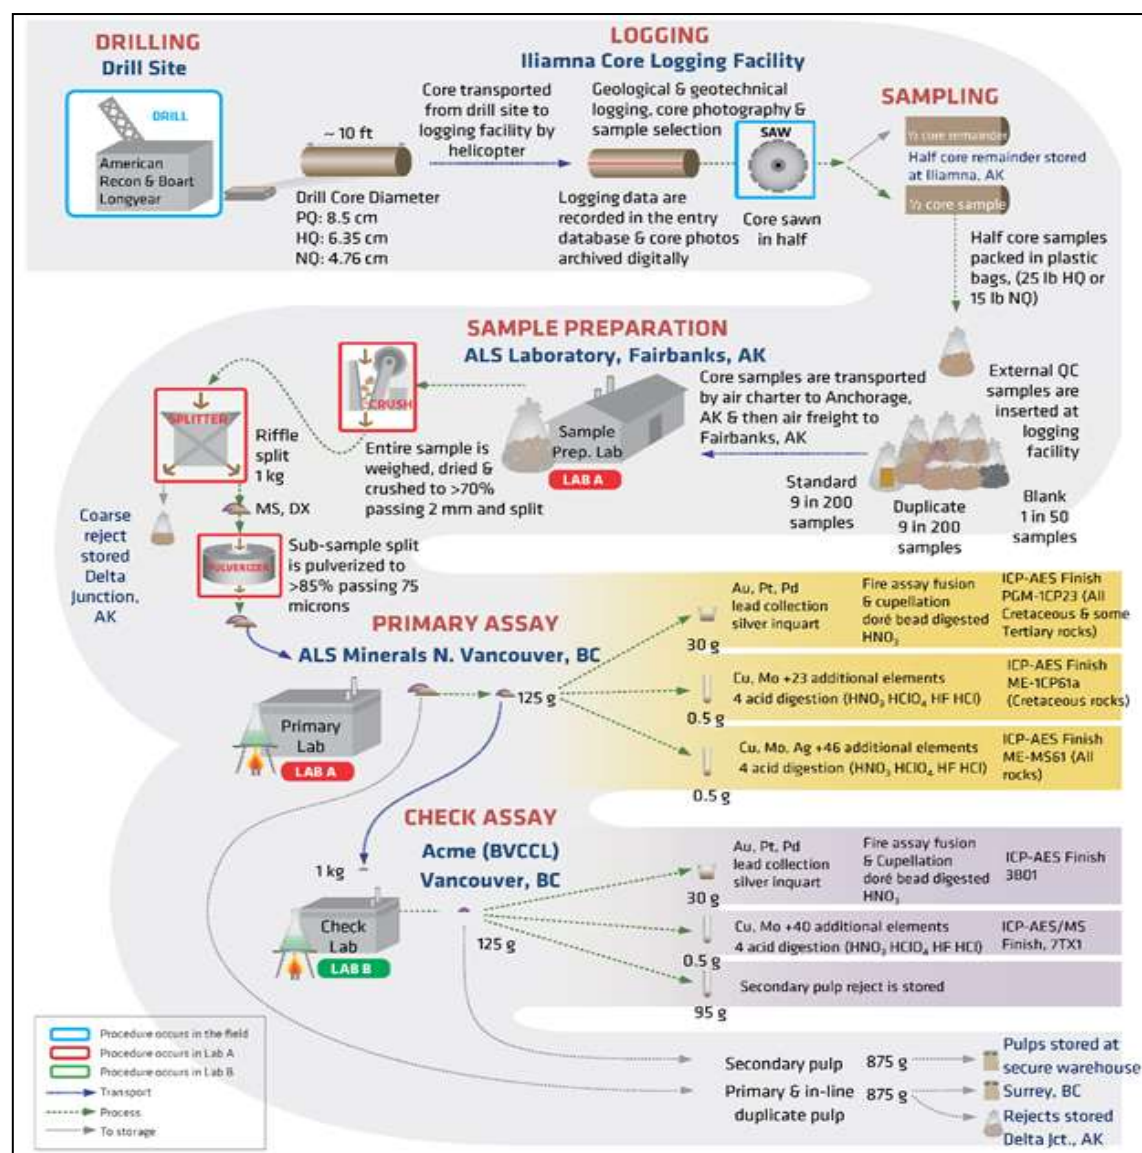 DRILLING
Drill Site
DRILL
American
Recon & Boart
Longyear
~ 10 ft
Drill Core Diameter
PQ: 8.5 cm
HQ: 6.35 cm
NQ: 4.76 cm
Core transported
from drill site to
logging facility by
helicopter
LOGGING
Iliamna Core Logging Facility
Geological & geotechnical
logging, core photography &
sample selection
Logging data are
recorded in the entry
database & core photos
archived digitally
SAW
Core sawn
in half
SAMPLING
½ core remainder
Half core remainder stored
at Iliamna, AK
½ core sample
Half core samples
packed in plastic
bags, (25 lb HQ or
15 lb NQ)
External QC
samples are
inserted at
logging
facility
Standard
9 in 200
samples
Duplicate
9 in 200
samples
Blank
1 in 50
samples
SAMPLE PREPARATION
ALS Laboratory, Fairbanks, AK
Core samples are transported
by air charter to Anchorage,
AK & then air freight to
Fairbanks, AK
Sample
Prep. Lab
LAB A
CRUSH
Entire sample is
weighed, dried &
crushed to >70%
passing 2 mm and split
SPLITTER
Riffle
split
1 kg
Coarse
reject
stored
Delta
Junction,
AK
MS, DX
PULVERIZER
Sub-sample split
is pulverized to
>85% passing 75
microns
PRIMARY ASSAY
ALS Minerals N. Vancouver, BC
Primary
Lab
LAB A
125 g
30 g
Au, Pt, Pd
lead collection
silver inquart
Fire assay fusion
& cupellation
doré bead digested
HNO₃
ICP-AES Finish
PGM-1CP23 (All
Cretaceous & some
Tertiary rocks)
0.5 g
Cu, Mo +23 additional elements
4 acid digestion (HNO₃ HClO₄ HF HCl)
ICP-AES Finish
ME-1CP61a
(Cretaceous rocks)
0.5 g
Cu, Mo, Ag +46 additional elements
4 acid digestion (HNO₃ HClO₄ HF HCl)
ICP-AES Finish
ME-MS61 (All
rocks)
CHECK ASSAY
Acme (BVCCL)
Vancouver, BC
1 kg
Check
Lab
LAB B
125 g
30 g
Au, Pt, Pd
lead collection
silver inquart
Fire assay fusion
& Cupellation
doré bead digested
HNO₃
ICP-AES Finish
3B01
0.5 g
Cu, Mo +40 additional elements
4 acid digestion (HNO₃ HClO₄ HF HCl)
ICP-AES/MS
Finish, 7TX1
95 g
Secondary pulp reject is stored
Secondary pulp
875 g
Primary & in-line
duplicate pulp
875 g
Pulps stored at
secure warehouse
Surrey, BC
Rejects stored
Delta Jct., AK
Procedure occurs in the field
Procedure occurs in Lab A
Procedure occurs in Lab B
Transport
Process
To storage